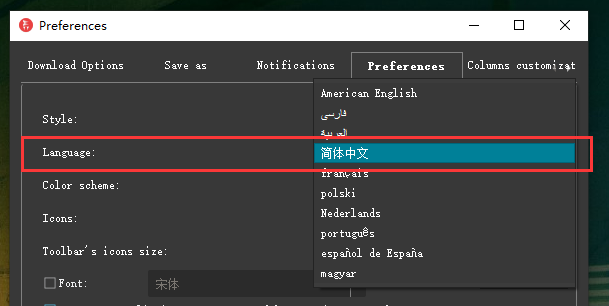 Preferences
Download Options Save as Notifications Preferences Columns customizat
Style:
American English
فارسی
العربية
Language:
简体中文
français
Color scheme:
polski
Icons:
Nederlands
português
Toolbar's icons size:
español de España
magyar
Font:
宋体